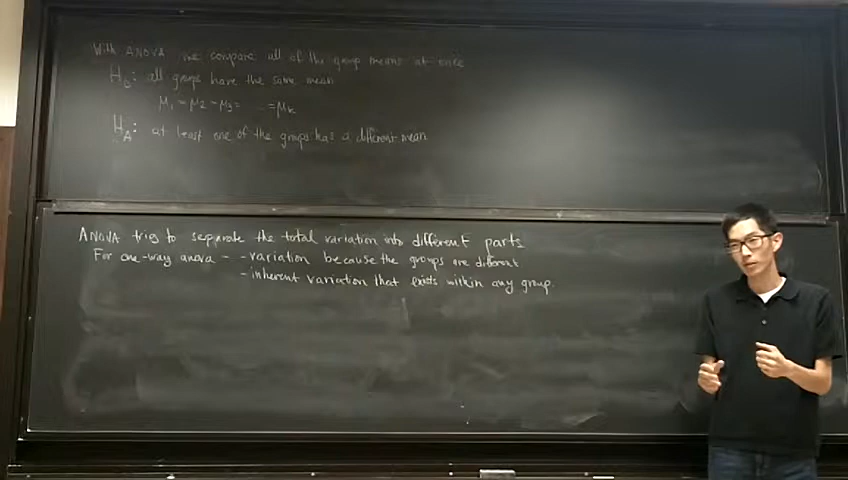 With ANOVA we compare all of the group means at once
H₀: all groups have the same mean
μ₁ = μ₂ = μ₃ = ... = μₖ
H_A: at least one of the groups has a different mean
ANOVA tries to separate the total variation into different parts
For one-way anova - - variation because the groups are different
- inherent variation that exists within any group.